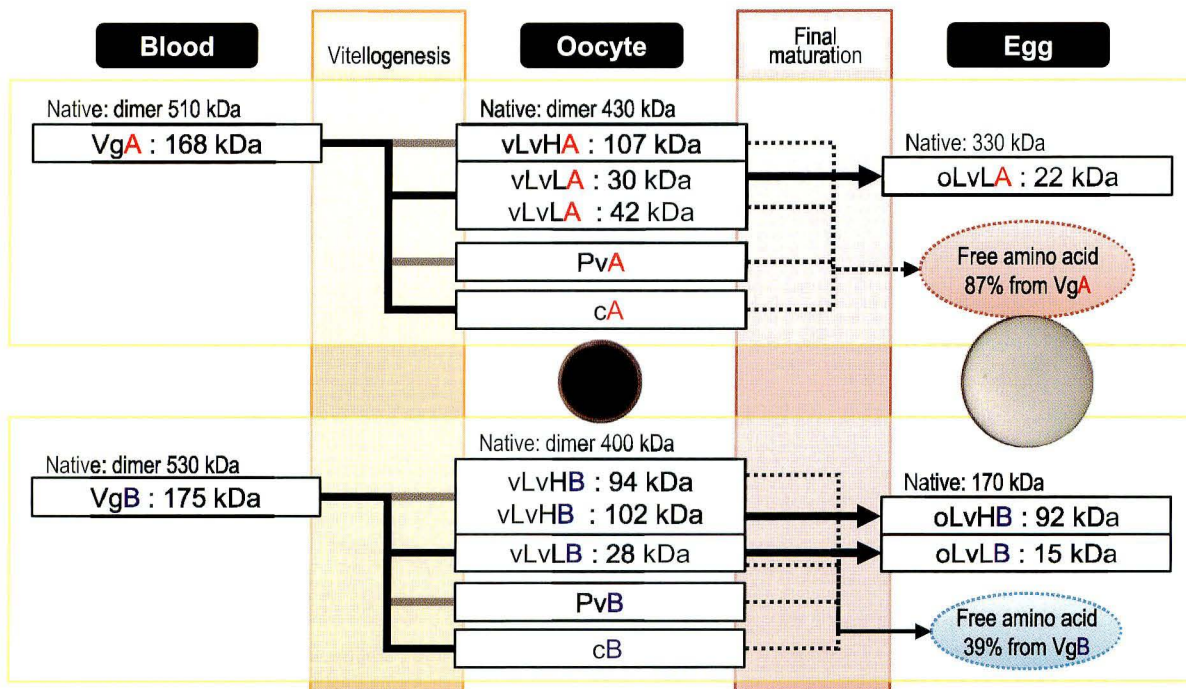 Blood
Vitellogenesis
Oocyte
Final
maturation
Egg
Native: dimer 510 kDa
VgA : 168 kDa
Native: dimer 430 kDa
vLvHA : 107 kDa
vLvLA : 30 kDa
vLvLA : 42 kDa
PvA
cA
Native: 330 kDa
oLvLA : 22 kDa
Free amino acid
87% from VgA
Native: dimer 530 kDa
VgB : 175 kDa
Native: dimer 400 kDa
vLvHB : 94 kDa
vLvHB : 102 kDa
vLvLB : 28 kDa
PvB
cB
Native: 170 kDa
oLvHB : 92 kDa
oLvLB : 15 kDa
Free amino acid
39% from VgB